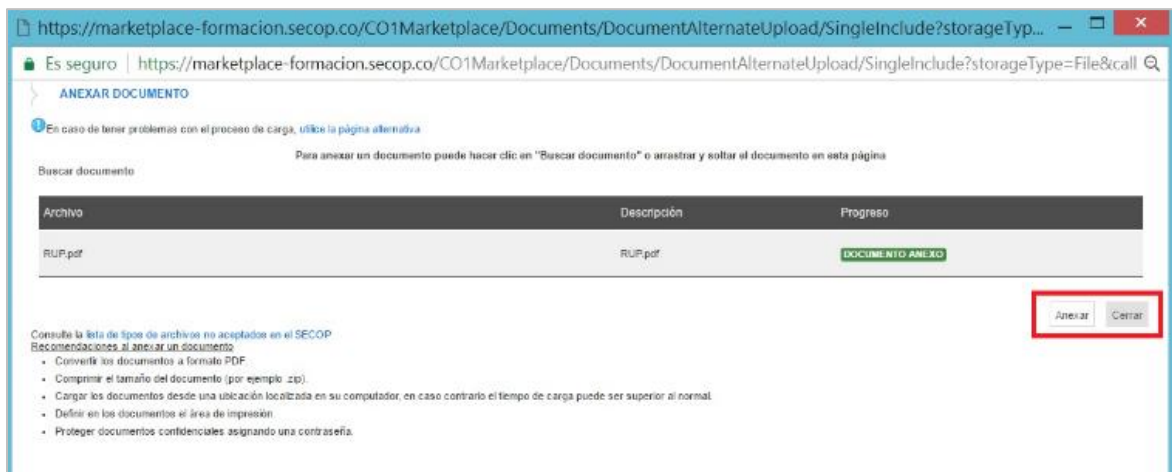 https://marketplace-formacion.secop.co/CO1Marketplace/Documents/DocumentAlternateUpload/SingleInclude?storageTyp...
Es seguro | https://marketplace-formacion.secop.co/CO1Marketplace/Documents/DocumentAlternateUpload/SingleInclude?storageType=File&call
ANEXAR DOCUMENTO
En caso de tener problemas con el proceso de carga, utilice la página alternativa
Para anexar un documento puede hacer clic en "Buscar documento" o arrastrar y soltar el documento en esta página
Buscar documento
Archivo Descripción Progreso
RUP.pdf RUP.pdf DOCUMENTO ANEXO
Anexar Cerrar
Consulte la lista de tipos de archivos no aceptados en el SECOP
Recomendaciones al anexar un documento
• Convertir los documentos a formato PDF.
• Comprimir el tamaño del documento (por ejemplo .zip).
• Cargar los documentos desde una ubicación localizada en su computador, en caso contrario el tiempo de carga puede ser superior al normal.
• Definir en los documentos el área de impresión.
• Proteger documentos confidenciales asignando una contraseña.